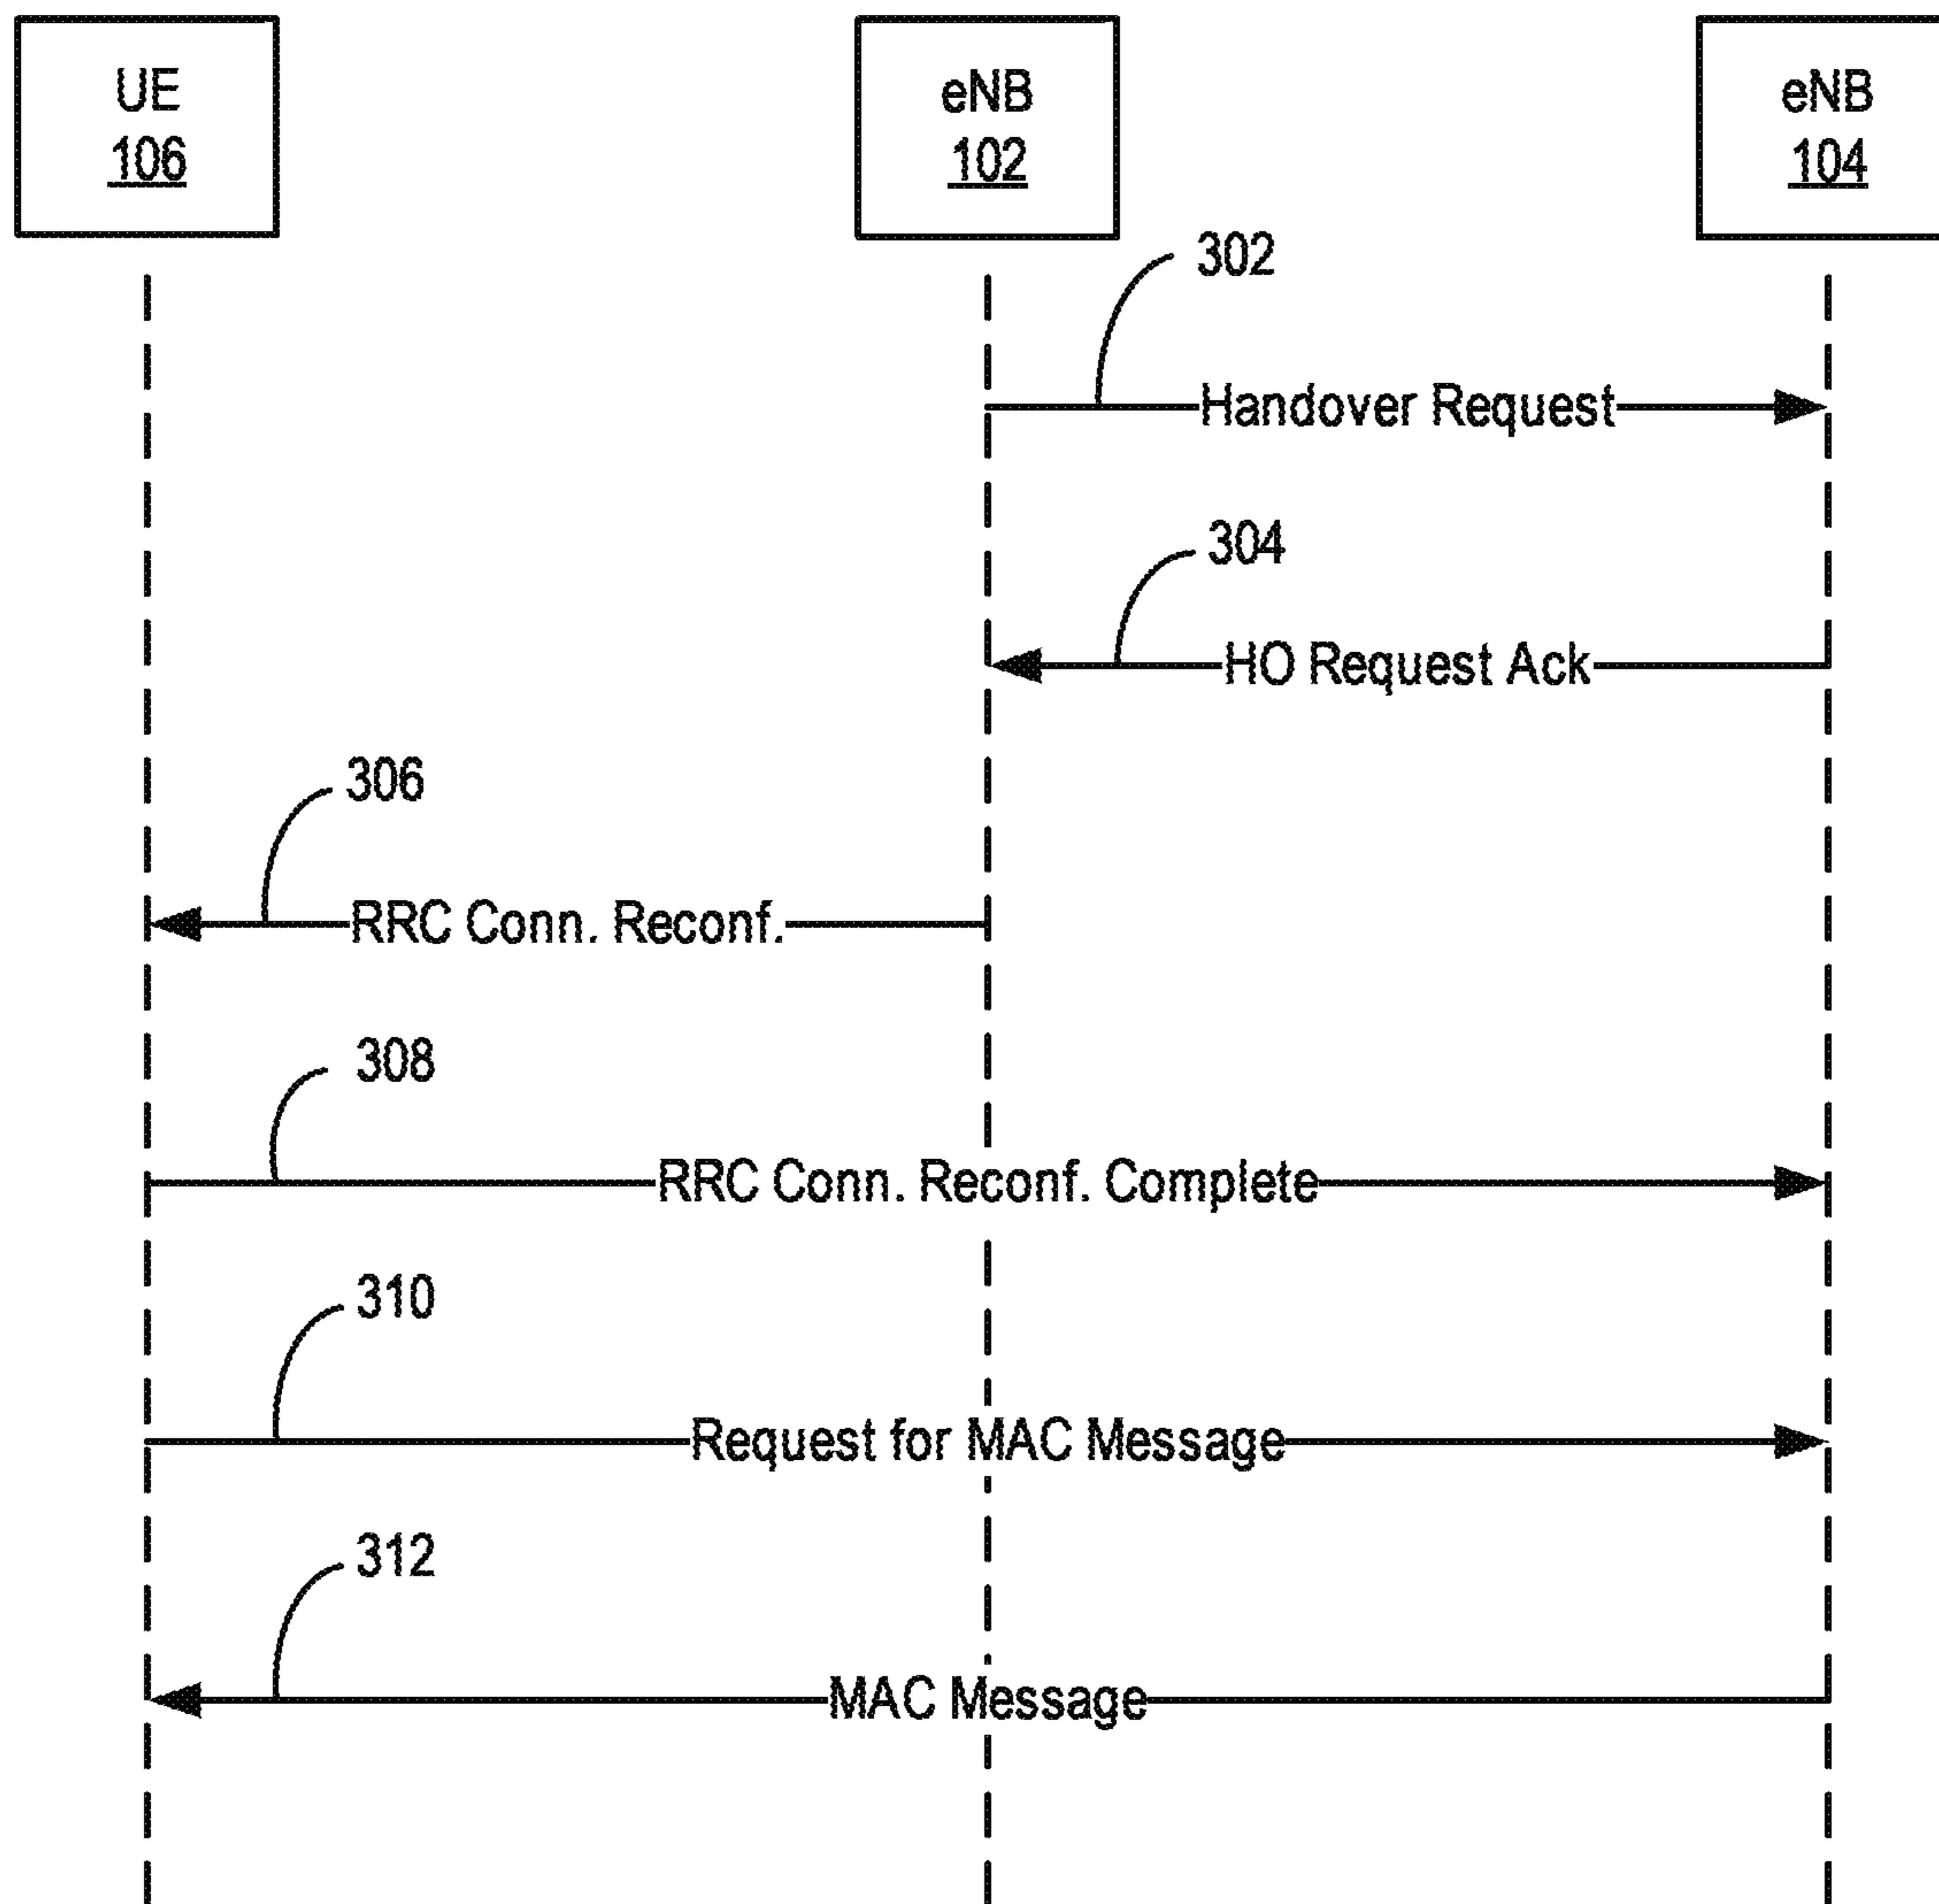 UE
106
eNB
102
eNB
104
302
Handover Request
304
HO Request Ack
306
RRC Conn. Reconf.
308
RRC Conn. Reconf. Complete
310
Request for MAC Message
312
MAC Message